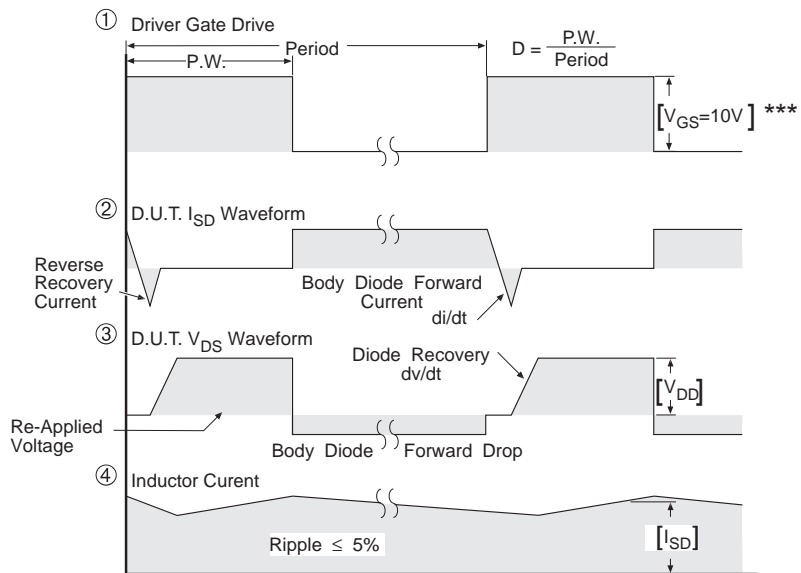 ① Driver Gate Drive
P.W.
Period
D = P.W. / Period
[VGS=10V] ***
② D.U.T. ISD Waveform
Reverse
Recovery
Current
Body Diode Forward
Current
di/dt
③ D.U.T. VDS Waveform
Diode Recovery
dv/dt
[VDD]
Re-Applied
Voltage
Body Diode Forward Drop
④ Inductor Curent
Ripple ≤ 5%
[ISD]